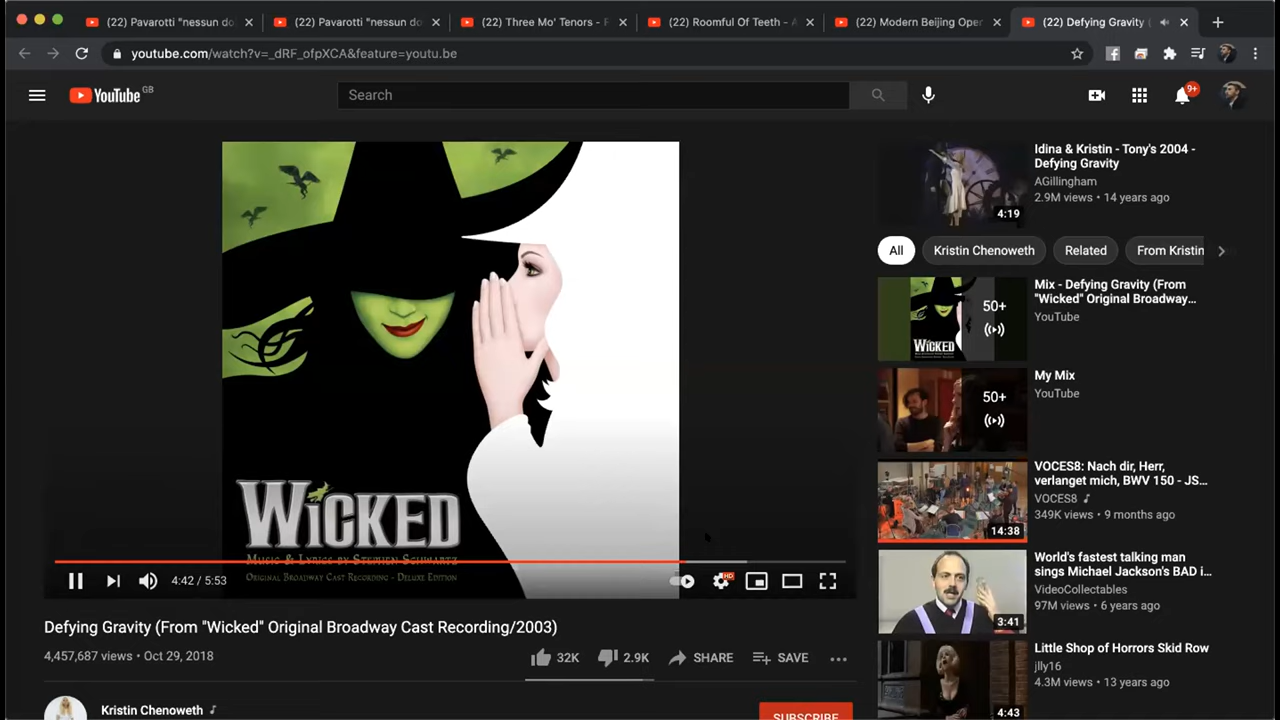 (22) Pavarotti "nessun do
(22) Pavarotti "nessun do
(22) Three Mo' Tenors - F
(22) Roomful Of Teeth - A
(22) Modern Beijing Oper
(22) Defying Gravity (
youtube.com/watch?v=_dRF_ofpXCA&feature=youtu.be
YouTube GB
Search
9+
WICKED
MUSIC & LYRICS BY STEPHEN SCHWARTZ
ORIGINAL BROADWAY CAST RECORDING - DELUXE EDITION
4:42 / 5:53
HD
Defying Gravity (From "Wicked" Original Broadway Cast Recording/2003)
4,457,687 views • Oct 29, 2018
32K
2.9K
SHARE
SAVE
Kristin Chenoweth
SUBSCRIBE
4:19
Idina & Kristin - Tony's 2004 -
Defying Gravity
AGillingham
2.9M views • 14 years ago
All
Kristin Chenoweth
Related
From Kristin
WICKED
50+
Mix - Defying Gravity (From
"Wicked" Original Broadway...
YouTube
50+
My Mix
YouTube
14:38
VOCES8: Nach dir, Herr,
verlanget mich, BWV 150 - JS...
VOCES8
349K views • 9 months ago
3:41
World's fastest talking man
sings Michael Jackson's BAD i...
VideoCollectables
97M views • 6 years ago
4:43
Little Shop of Horrors Skid Row
jlly16
4.3M views • 13 years ago